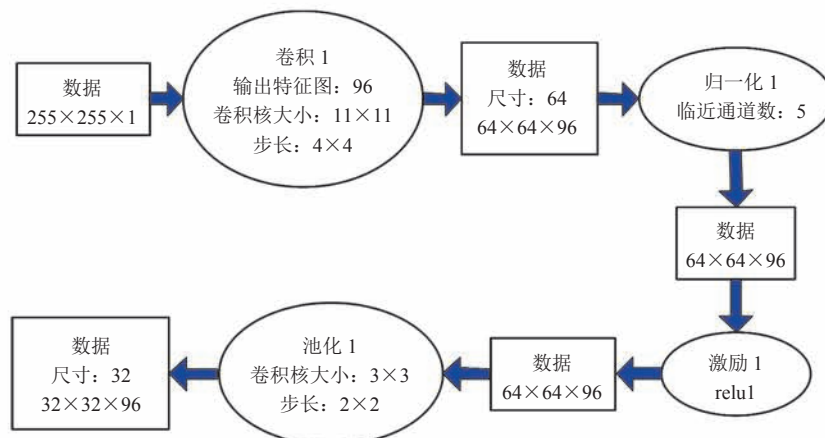 数据
255×255×1
卷积 1
输出特征图：96
卷积核大小：11×11
步长：4×4
数据
尺寸：64
64×64×96
归一化 1
临近通道数：5
数据
64×64×96
激励 1
relu1
数据
64×64×96
池化 1
卷积核大小：3×3
步长：2×2
数据
尺寸：32
32×32×96